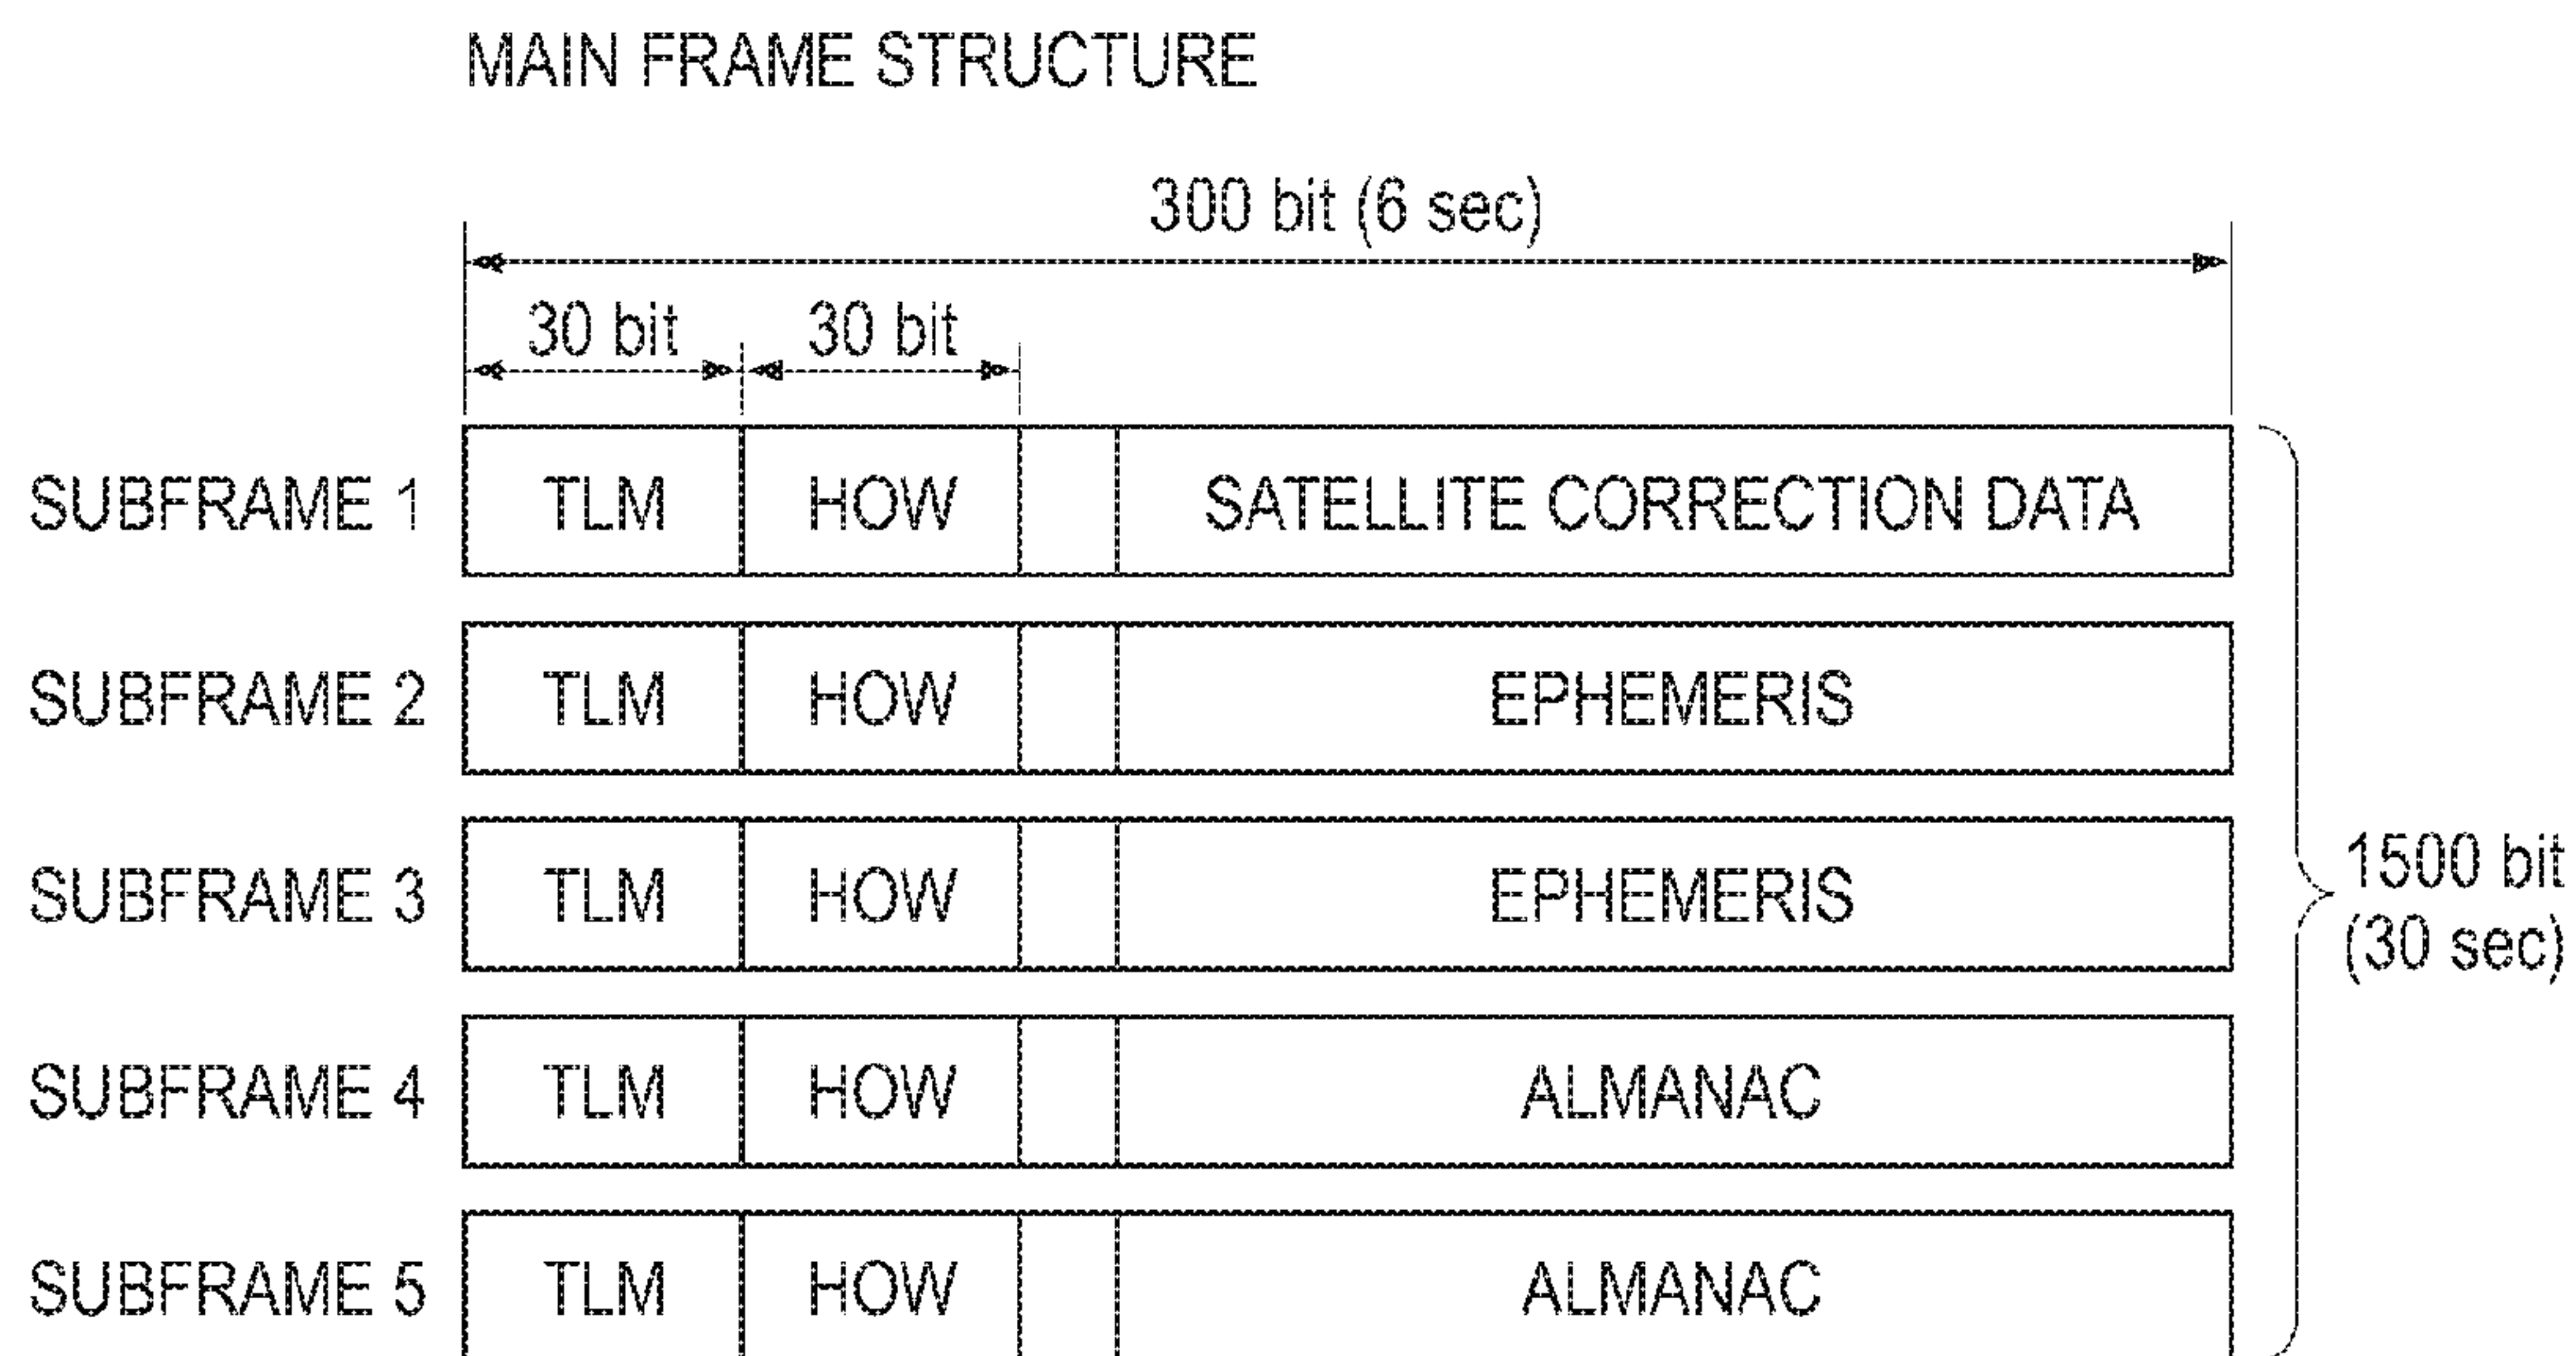 MAIN FRAME STRUCTURE
300 bit (6 sec)
30 bit 30 bit
SUBFRAME 1 TLM HOW SATELLITE CORRECTION DATA
SUBFRAME 2 TLM HOW EPHEMERIS
SUBFRAME 3 TLM HOW EPHEMERIS
1500 bit
(30 sec)
SUBFRAME 4 TLM HOW ALMANAC
SUBFRAME 5 TLM HOW ALMANAC